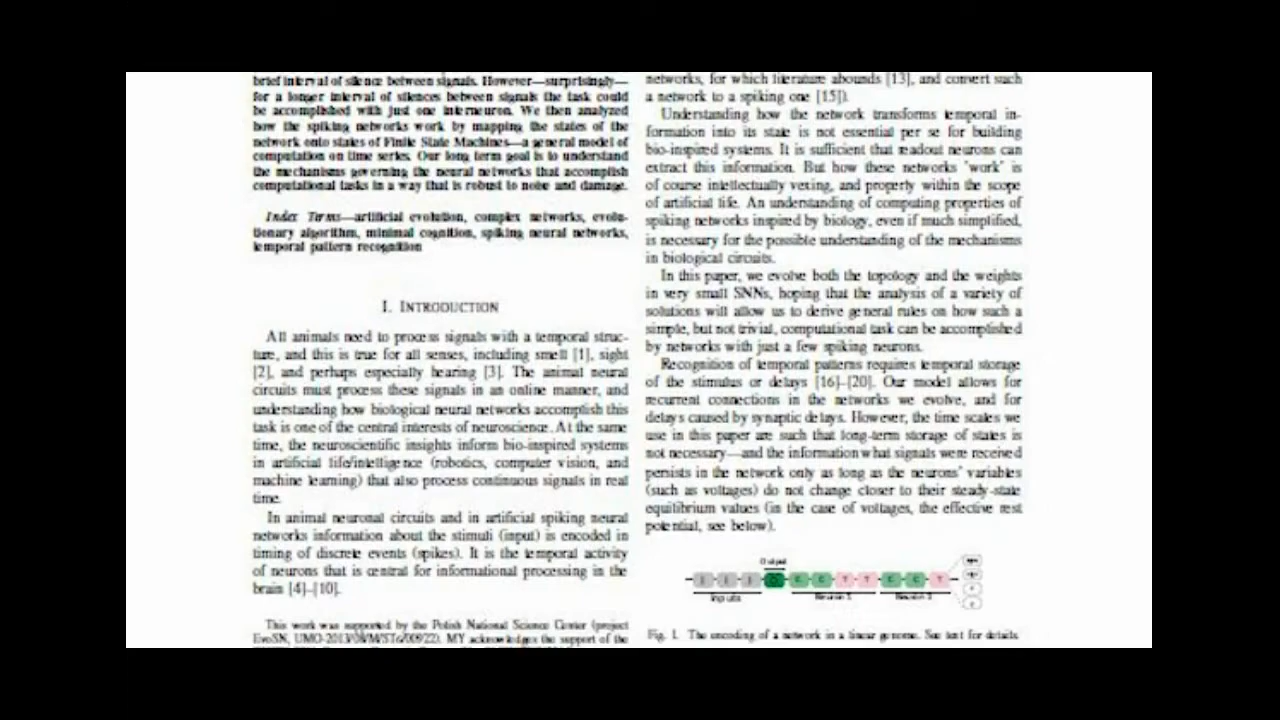 brief interval of silence between signals. However—surprisingly—
for a longer interval of silences between signals the task could
be accomplished with just one interneuron. We then analyzed
how the spiking networks work by mapping the states of the
network onto states of Finite State Machines—a general model of
computation on time series. Our long term goal is to understand
the mechanisms governing the neural networks that accomplish
computational tasks in a way that is robust to noise and damage.
Index Terms—artificial evolution, complex networks, evolu-
tionary algorithm, minimal cognition, spiking neural networks,
temporal pattern recognition
I. INTRODUCTION
All animals need to process signals with a temporal struc-
ture, and this is true for all senses, including smell [1], sight
[2], and perhaps especially hearing [3]. The animal neural
circuits must process these signals in an online manner, and
understanding how biological neural networks accomplish this
task is one of the central interests of neuroscience. At the same
time, the neuroscientific insights inform bio-inspired systems
in artificial life/intelligence (robotics, computer vision, and
machine learning) that also process continuous signals in real
time.
In animal neuronal circuits and in artificial spiking neural
networks information about the stimuli (input) is encoded in
timing of discrete events (spikes). It is the temporal activity
of neurons that is central for informational processing in the
brain [4]–[10].
This work was supported by the Polish National Science Center (project
EvoSN, UMO-2013/08/M/ST6/00922). MY acknowledges the support of the
networks, for which literature abounds [13], and convert such
a network to a spiking one [15]).
Understanding how the network transforms temporal in-
formation into its state is not essential per se for building
bio-inspired systems. It is sufficient that readout neurons can
extract this information. But how these networks 'work' is
of course intellectually vexing, and properly within the scope
of artificial life. An understanding of computing properties of
spiking networks inspired by biology, even if much simplified,
is necessary for the possible understanding of the mechanisms
in biological circuits.
In this paper, we evolve both the topology and the weights
in very small SNNs, hoping that the analysis of a variety of
solutions will allow us to derive general rules on how such a
simple, but not trivial, computational task can be accomplished
by networks with just a few spiking neurons.
Recognition of temporal patterns requires temporal storage
of the stimulus or delays [16]–[20]. Our model allows for
recurrent connections in the networks we evolve, and for
delays caused by synaptic delays. However, the time scales we
use in this paper are such that long-term storage of states is
not necessary—and the information what signals were received
persists in the network only as long as the neurons' variables
(such as voltages) do not change closer to their steady-state
equilibrium values (in the case of voltages, the effective rest
potential, see below).
Output
I I I O C C T T C C T
Inputs Neuron 1 Neuron 2
Fig. 1. The encoding of a network in a linear genome. See text for details.